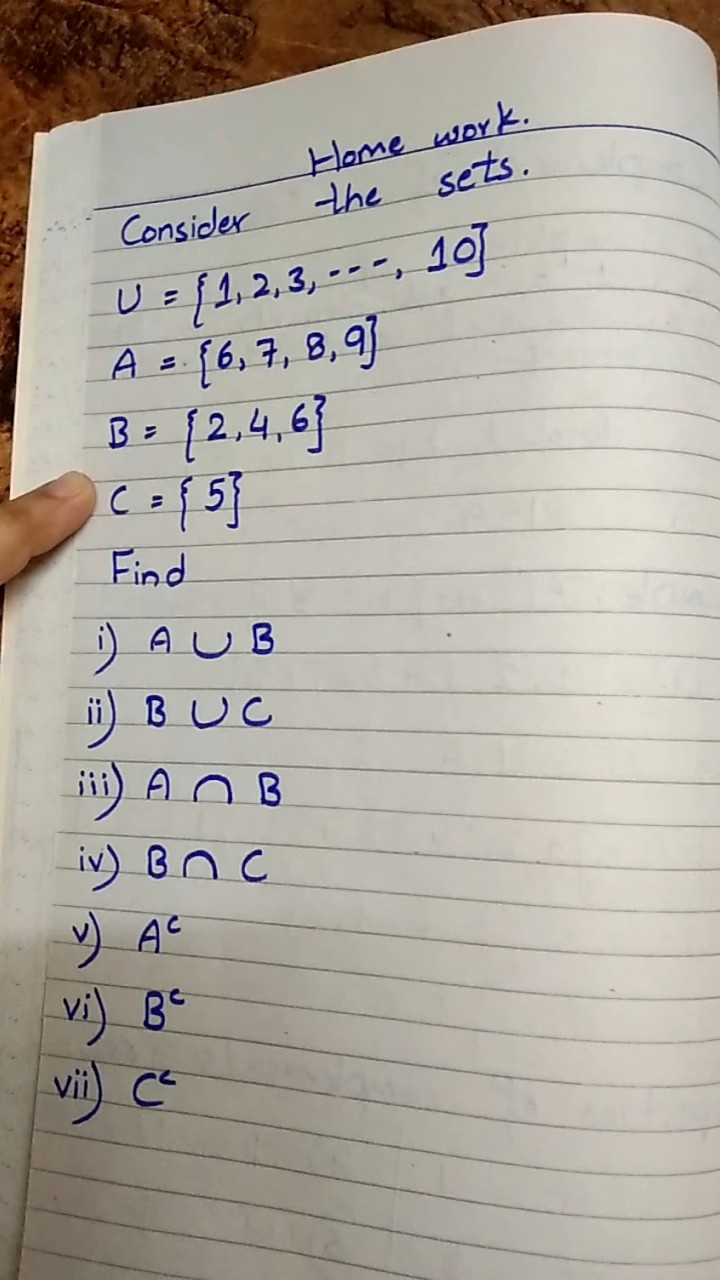 Home work.
Consider the sets.
U = {1, 2, 3, ---, 10}
A = {6, 7, 8, 9}
B = {2, 4, 6}
C = {5}
Find
i) A ∪ B
ii) B ∪ C
iii) A ∩ B
iv) B ∩ C
v) Aᶜ
vi) Bᶜ
vii) Cᶜ